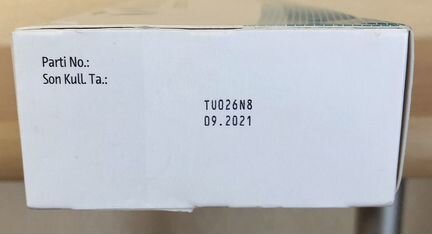 Parti No.:
Son Kull. Ta.:
TU026N8
09.2021